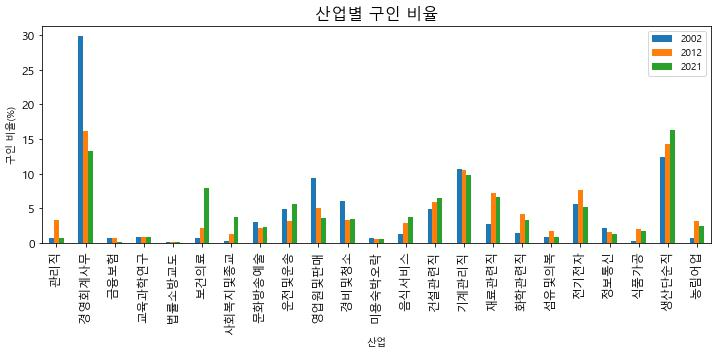 산업별 구인 비율
2002
2012
2021
구인 비율(%)
30
25
20
15
10
5
0
관리직
경영회계사무
금융보험
교육과학연구
법률소방교도
보건의료
사회복지및종교
문화방송예술
운전및운송
영업원및판매
경비및청소
미용숙박오락
음식서비스
건설관련직
기계관리직
재료관련직
화학관련직
섬유및의복
전기전자
정보통신
식품가공
생산단순직
농림어업
산업